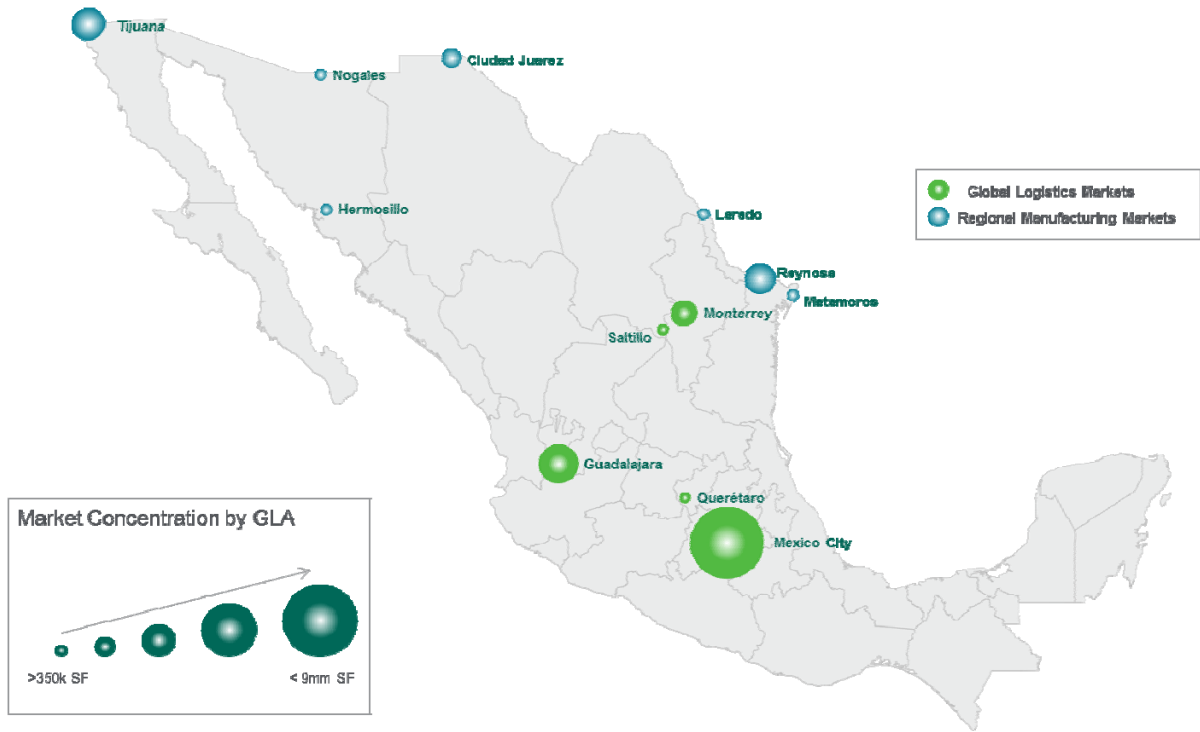 Tijuana
Ciudad Juarez
Nogales
Global Logistics Markets
Hermosillo
Laredo
Regional Manufacturing Markets
Reynosa
Matamoros
Monterrey
Saltillo
Guadalajara
Querétaro
Market Concentration by GLA
Mexico City
>350k SF
< 9mm SF